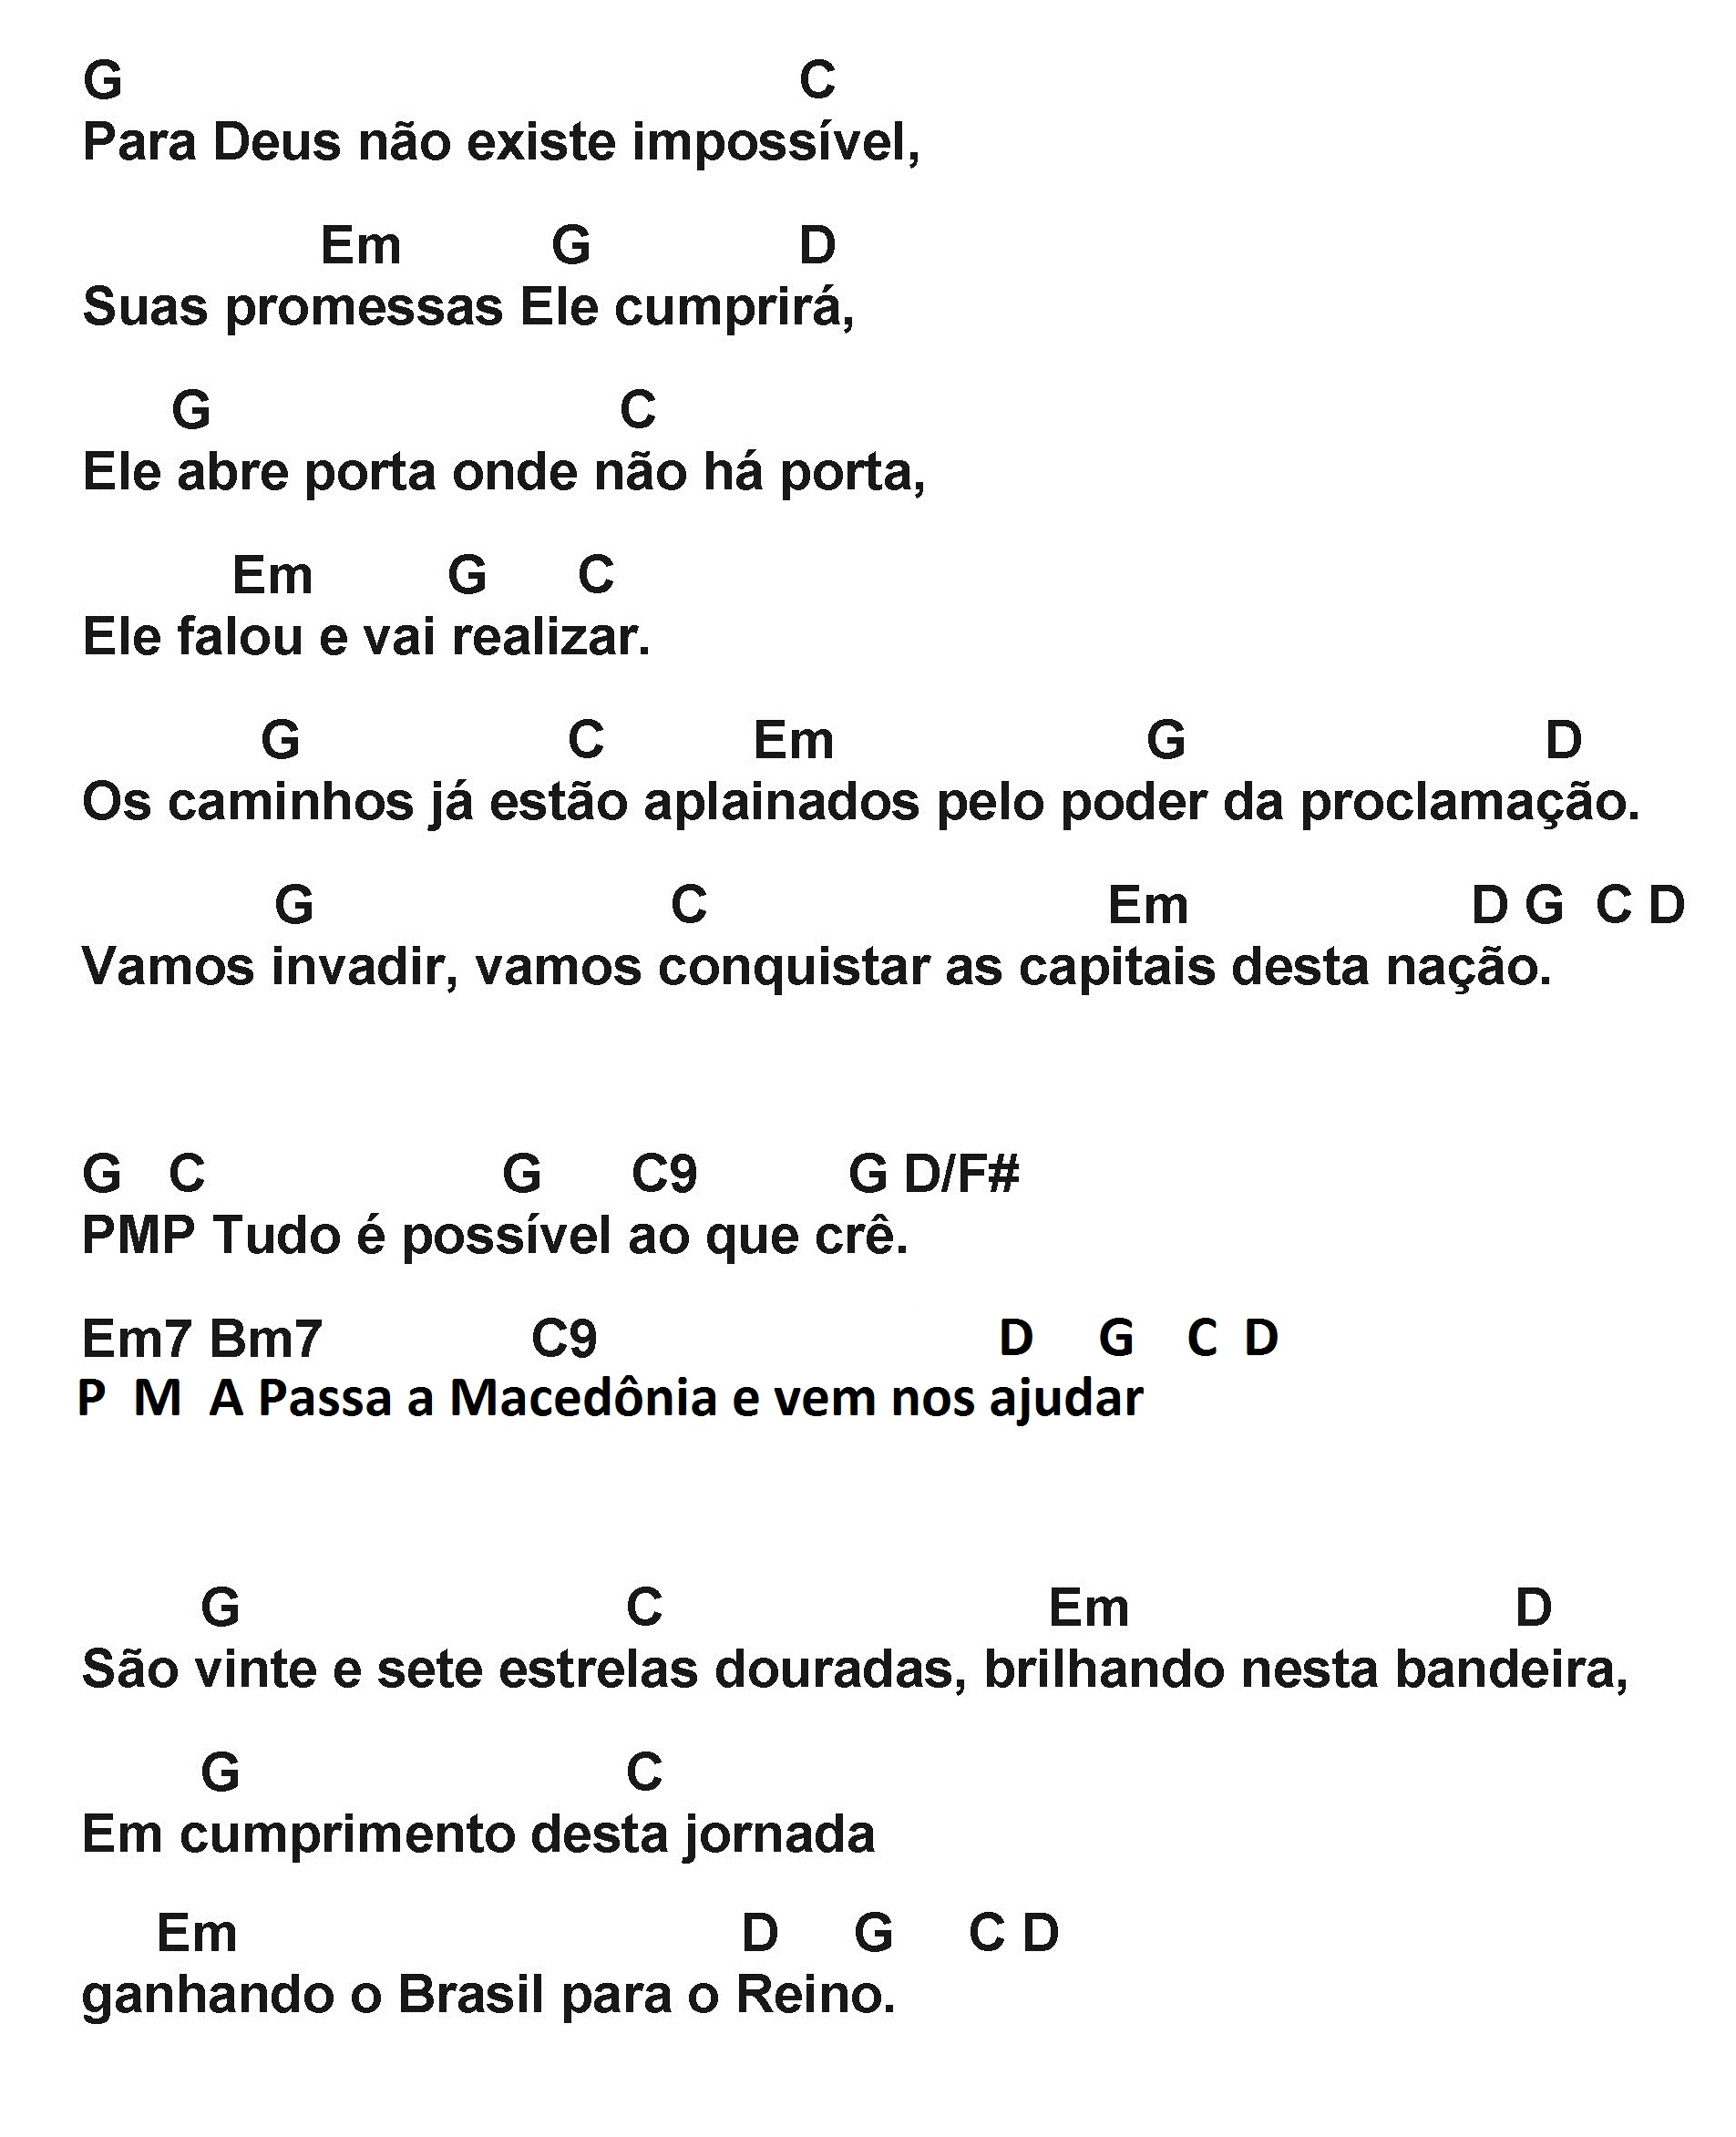 G C
Para Deus não existe impossível,
Em G D
Suas promessas Ele cumprirá,
G C
Ele abre porta onde não há porta,
Em G C
Ele falou e vai realizar.
G C Em G D
Os caminhos já estão aplainados pelo poder da proclamação.
G C Em D G C D
Vamos invadir, vamos conquistar as capitais desta nação.
G C G C9 G D/F#
PMP Tudo é possível ao que crê.
Em7 Bm7 C9 D G C D
P M A Passa a Macedônia e vem nos ajudar
G C Em D
São vinte e sete estrelas douradas, brilhando nesta bandeira,
G C
Em cumprimento desta jornada
Em D G C D
ganhando o Brasil para o Reino.